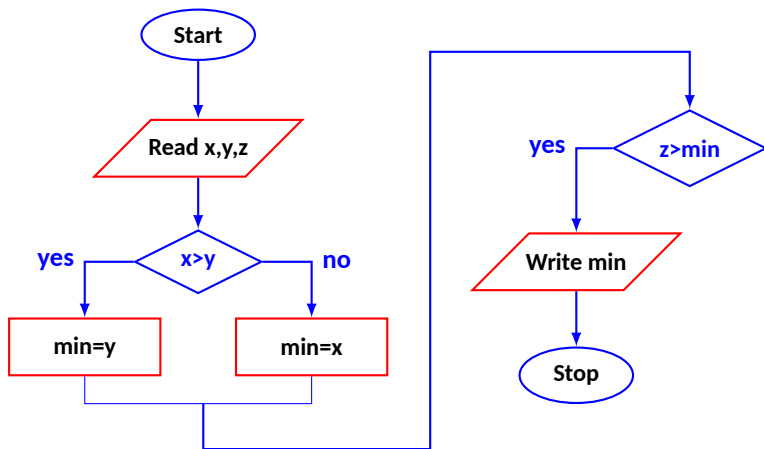 Start
Read x,y,z
x>y
yes
no
min=y
min=x
z>min
yes
Write min
Stop